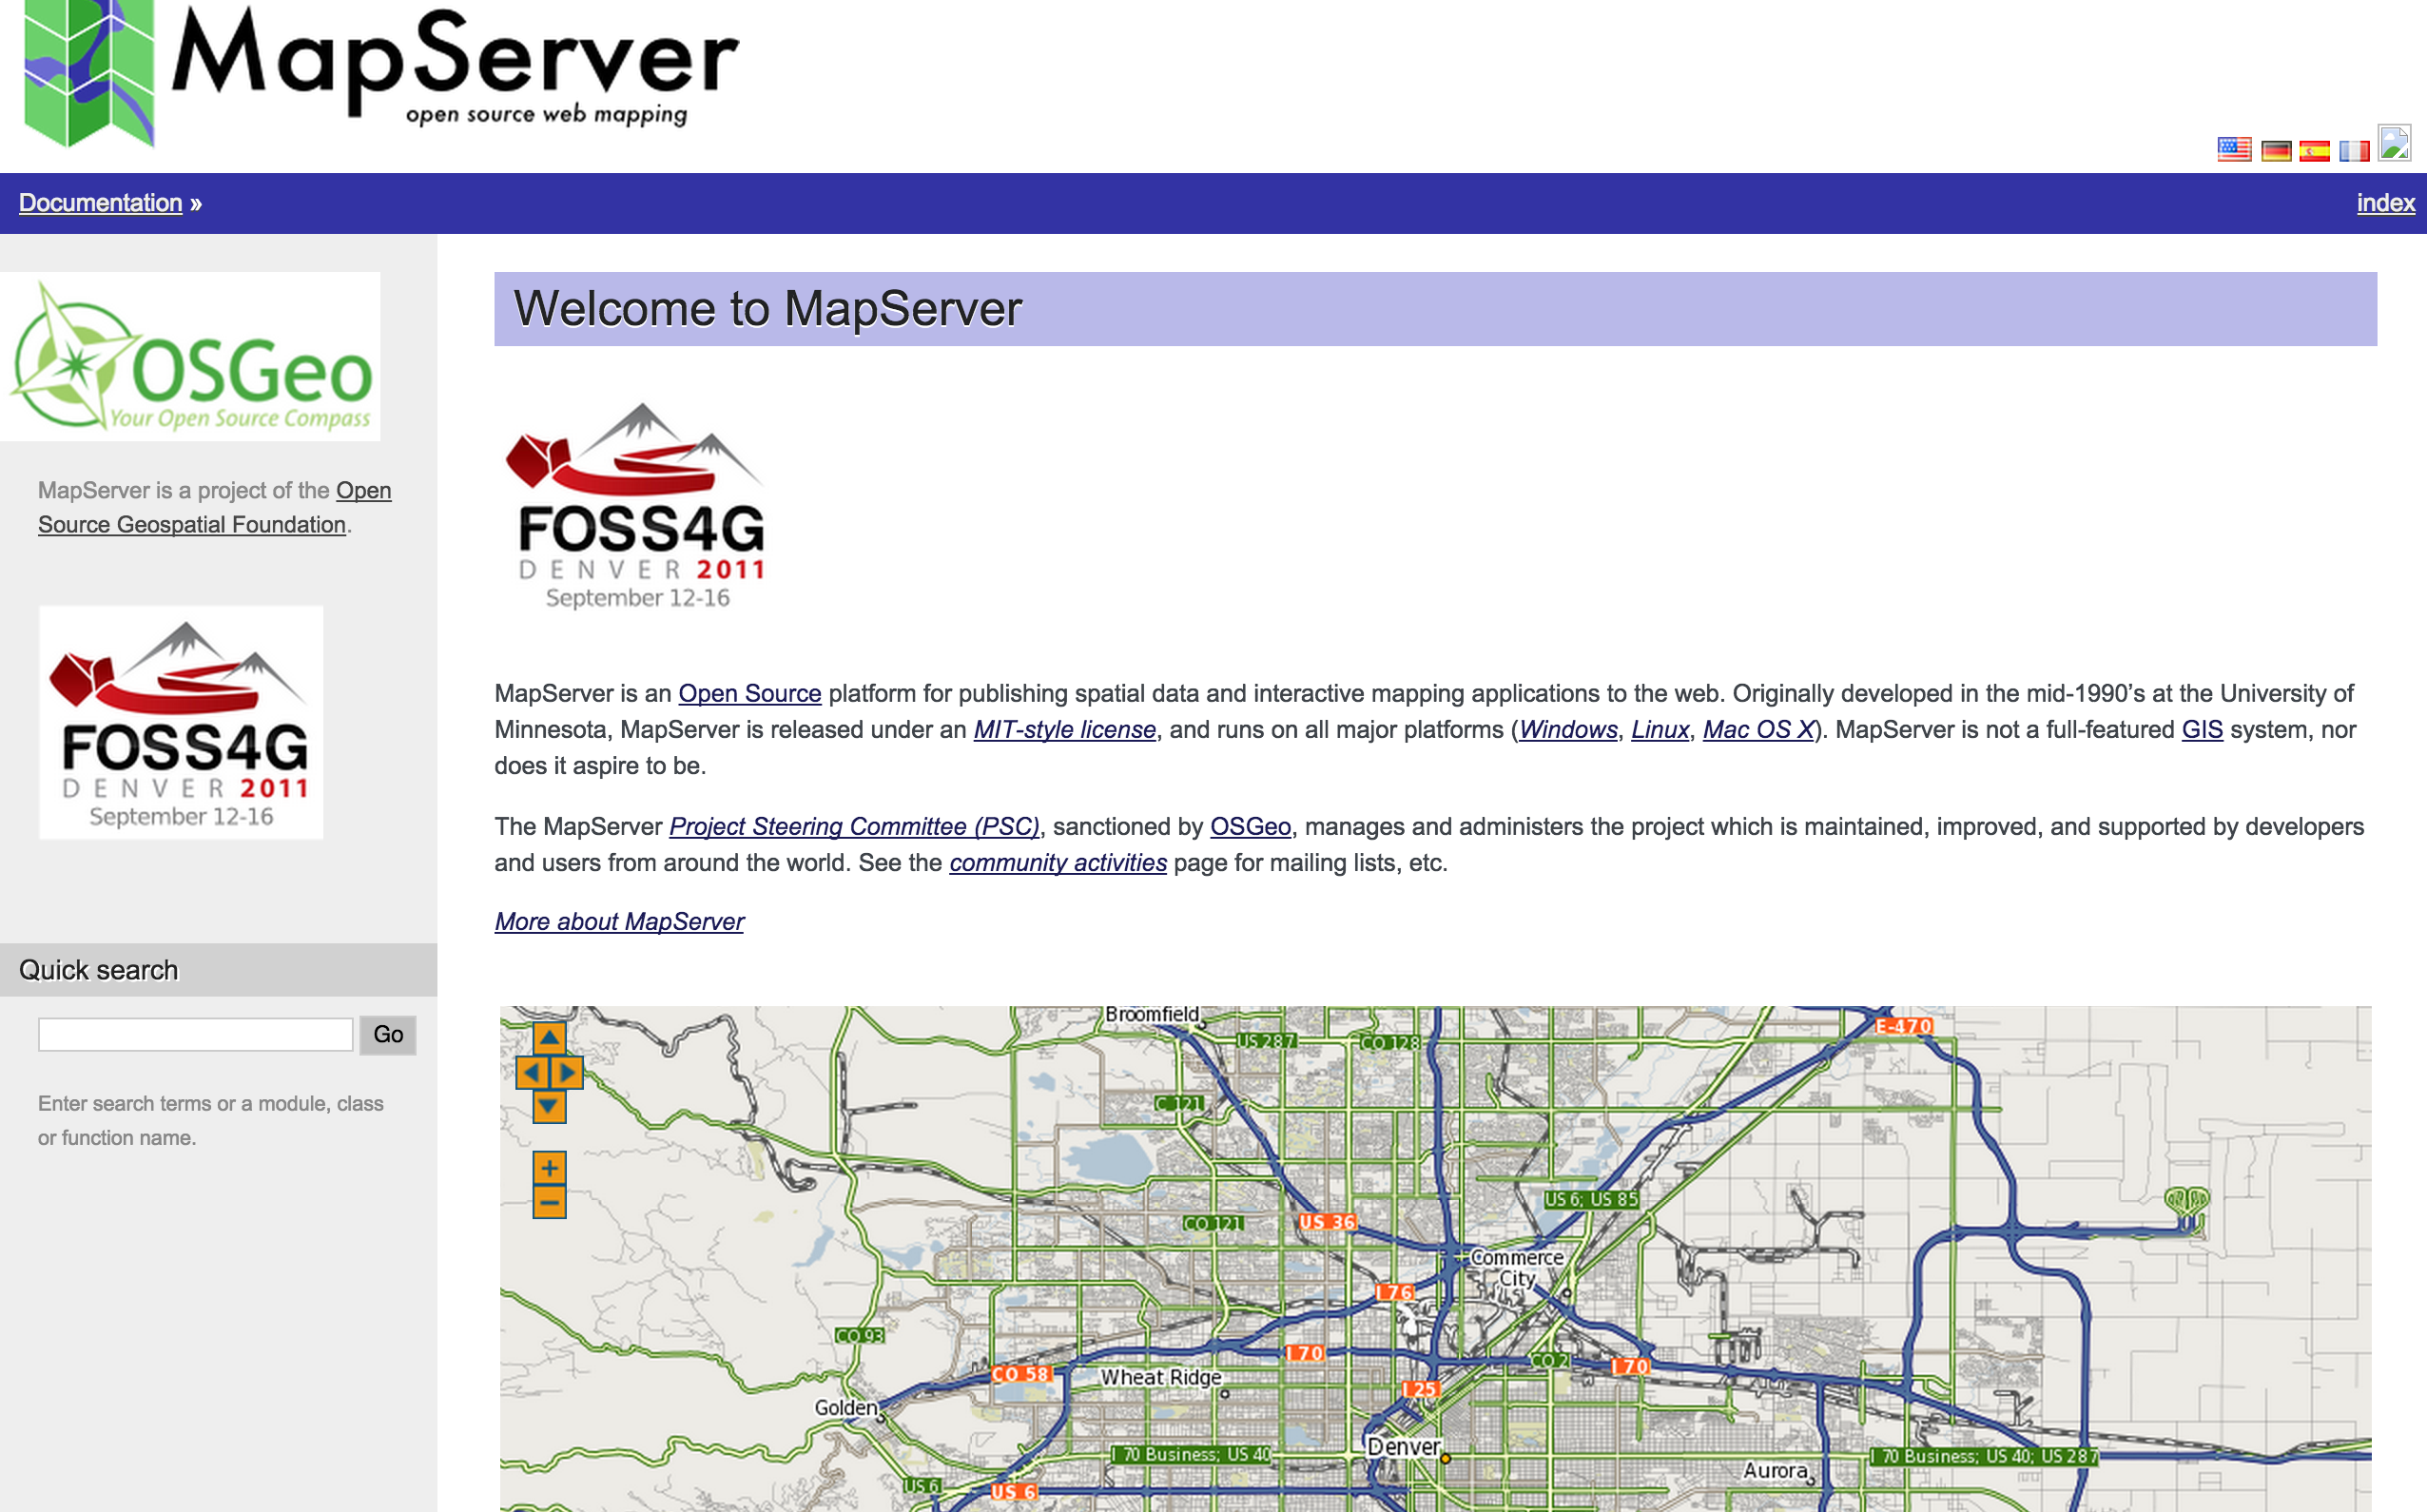 MapServer
open source web mapping
Documentation »
index
OSGeo
Your Open Source Compass
MapServer is a project of the Open
Source Geospatial Foundation.
FOSS4G
DENVER 2011
September 12-16
Quick search
Go
Enter search terms or a module, class
or function name.
Welcome to MapServer
FOSS4G
DENVER 2011
September 12-16
MapServer is an Open Source platform for publishing spatial data and interactive mapping applications to the web. Originally developed in the mid-1990’s at the University of
Minnesota, MapServer is released under an MIT-style license, and runs on all major platforms (Windows, Linux, Mac OS X). MapServer is not a full-featured GIS system, nor
does it aspire to be.
The MapServer Project Steering Committee (PSC), sanctioned by OSGeo, manages and administers the project which is maintained, improved, and supported by developers
and users from around the world. See the community activities page for mailing lists, etc.
More about MapServer
Broomfield
E-470
US 287
CO 128
C 121
US 6; US 85
CO 121
US 36
Commerce
City
I 76
CO 93
I 70
CO 2
I 70
CO 58
Wheat Ridge
I 25
Golden
Denver
I 70 Business; US 40
I 70 Business; US 40; US 287
Aurora
US 6
US 6